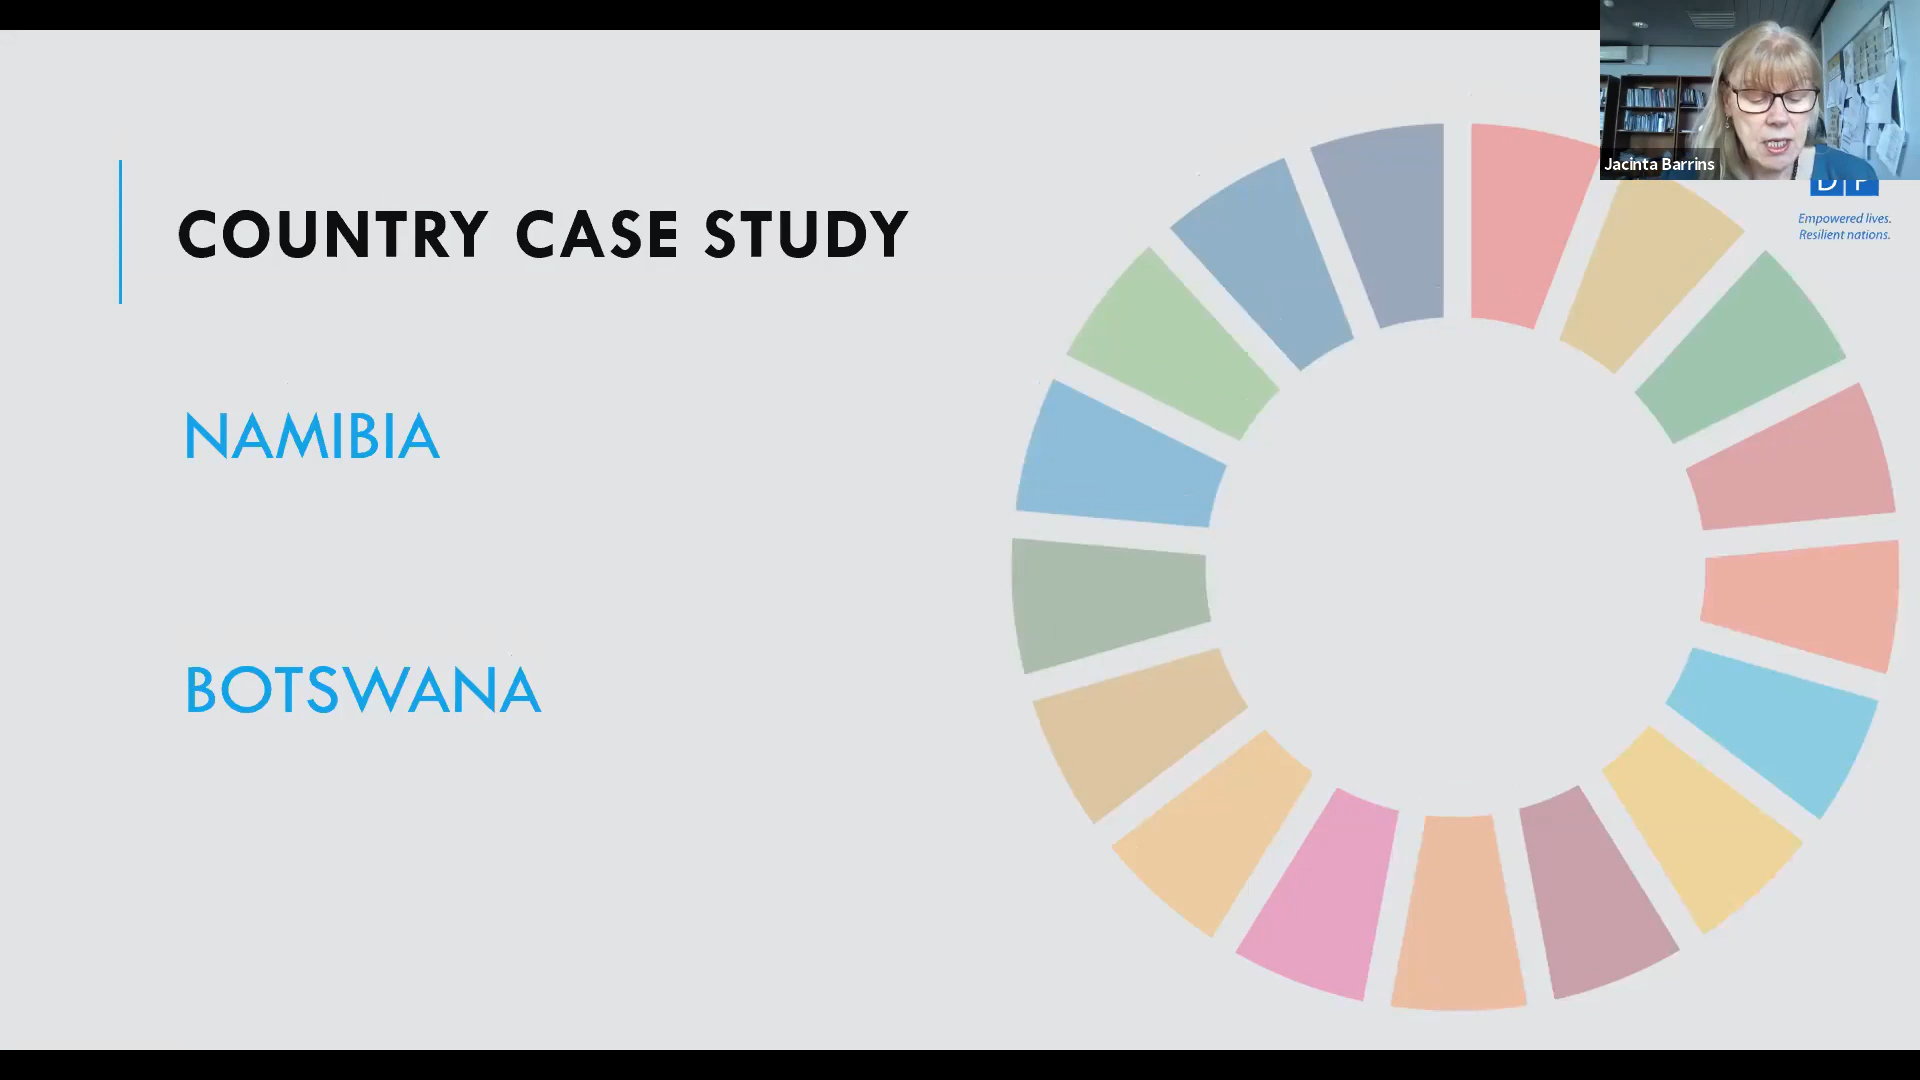 COUNTRY CASE STUDY
Jacinta Barrins
D P
Empowered lives.
Resilient nations.
NAMIBIA
BOTSWANA